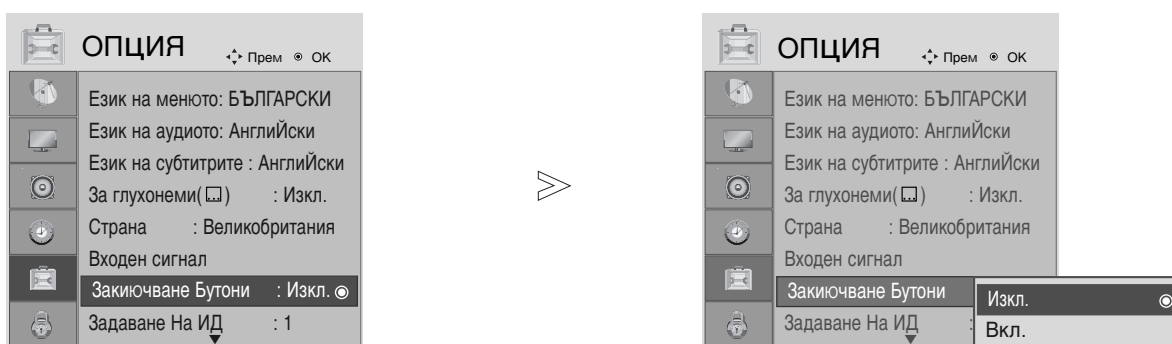 ОПЦИЯ
Прем ОК
Език на менюто: БЪЛГАРСКИ
Език на аудиото: АнглиЙски
Език на субтитрите : АнглиЙски
За глухонеми( ) : Изкл.
Страна : Великобритания
Входен сигнал
Закиючване Бутони : Изкл.
Задаване На ИД : 1
ОПЦИЯ
Прем ОК
Език на менюто: БЪЛГАРСКИ
Език на аудиото: АнглиЙски
Език на субтитрите : АнглиЙски
За глухонеми( ) : Изкл.
Страна : Великобритания
Входен сигнал
Закиючване Бутони
Изкл.
Задаване На ИД :
Вкл.